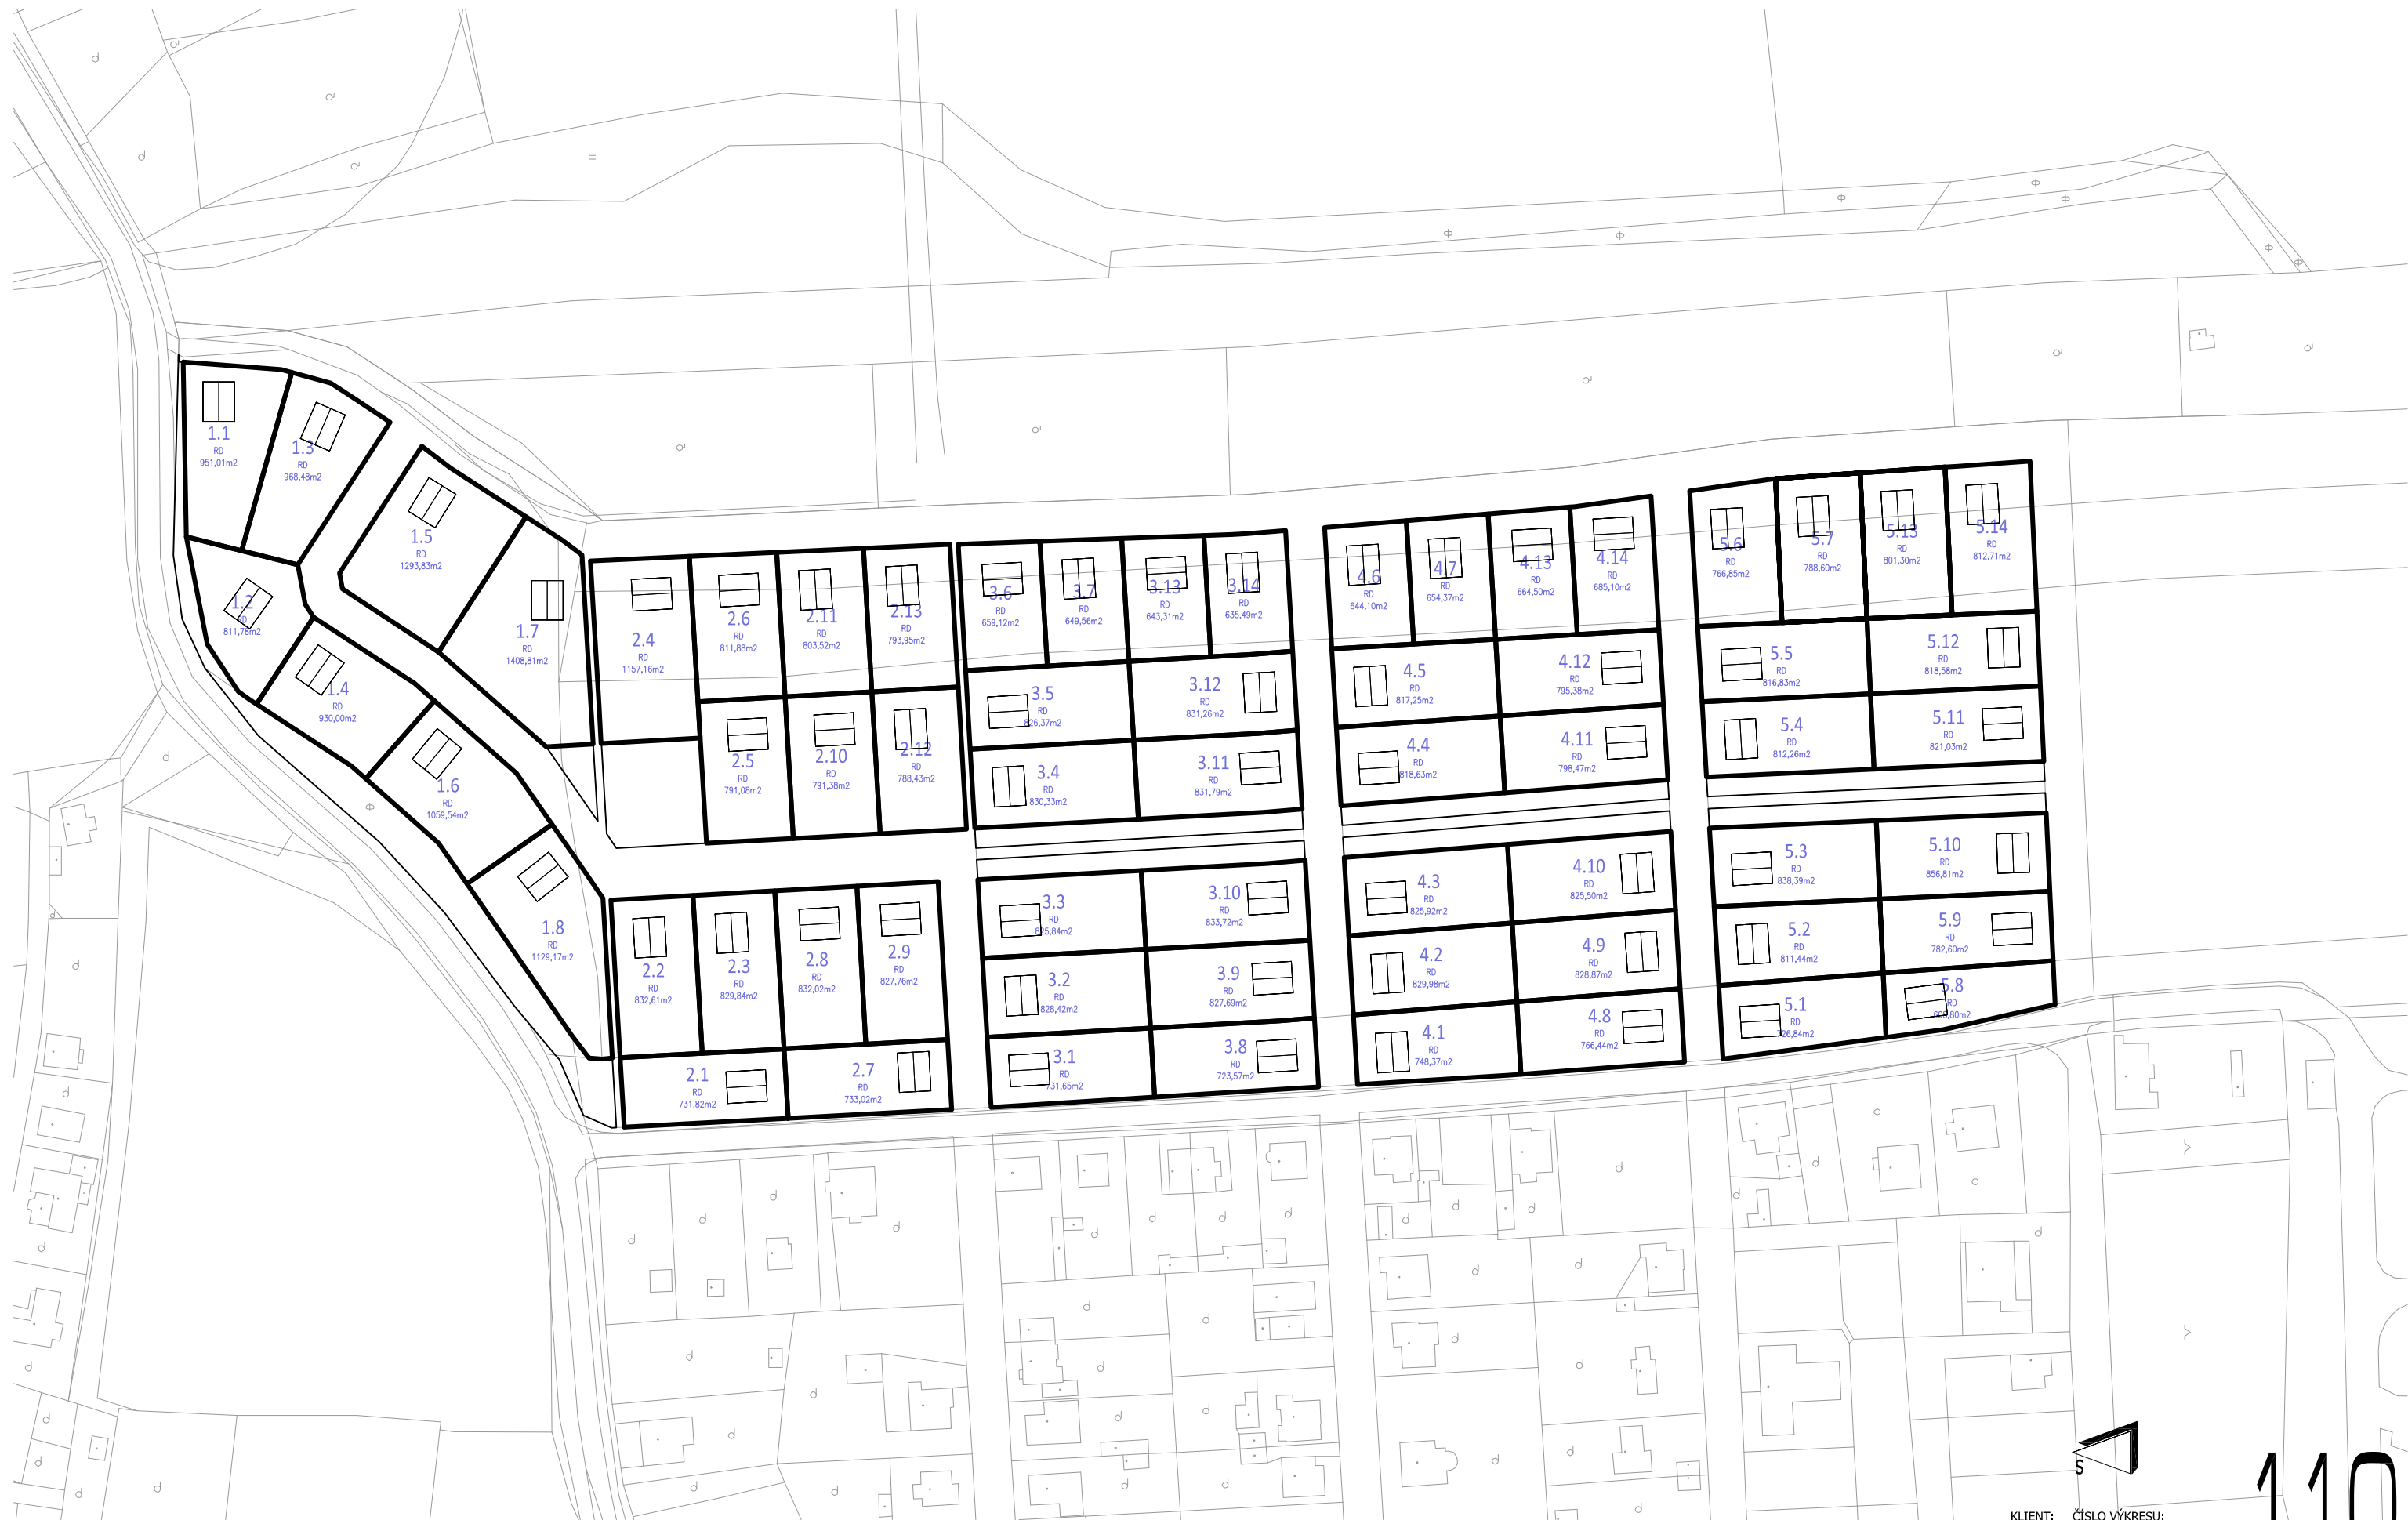 1.1
RD
951,01m2
1.3
RD
968,48m2
1.5
RD
1293,83m2
1.2
RD
811,78m2
1.7
RD
1408,81m2
1.4
RD
930,00m2
1.6
RD
1059,54m2
1.8
RD
1129,17m2
2.4
RD
1157,16m2
2.6
RD
811,88m2
2.11
RD
803,52m2
2.13
RD
793,95m2
2.5
RD
791,08m2
2.10
RD
791,38m2
2.12
RD
788,43m2
2.2
RD
832,61m2
2.3
RD
829,84m2
2.8
RD
832,02m2
2.9
RD
827,76m2
2.1
RD
731,82m2
2.7
RD
733,02m2
3.6
RD
659,12m2
3.7
RD
649,56m2
3.13
RD
643,31m2
3.14
RD
635,49m2
3.5
RD
826,37m2
3.12
RD
831,26m2
3.4
RD
830,33m2
3.11
RD
831,79m2
3.3
RD
825,84m2
3.10
RD
833,72m2
3.2
RD
828,42m2
3.9
RD
827,69m2
3.1
RD
731,65m2
3.8
RD
723,57m2
4.6
RD
644,10m2
4.7
RD
654,37m2
4.13
RD
664,50m2
4.14
RD
685,10m2
4.5
RD
817,25m2
4.12
RD
795,38m2
4.4
RD
818,63m2
4.11
RD
798,47m2
4.3
RD
825,92m2
4.10
RD
825,50m2
4.2
RD
829,98m2
4.9
RD
828,87m2
4.1
RD
748,37m2
4.8
RD
766,44m2
5.6
RD
766,85m2
5.7
RD
788,60m2
5.13
RD
801,30m2
5.14
RD
812,71m2
5.5
RD
816,83m2
5.12
RD
818,58m2
5.4
RD
812,26m2
5.11
RD
821,03m2
5.3
RD
838,39m2
5.10
RD
856,81m2
5.2
RD
811,44m2
5.9
RD
782,60m2
5.1
RD
726,84m2
5.8
RD
S
110
KLIENT: ČÍSLO VÝKRESU: